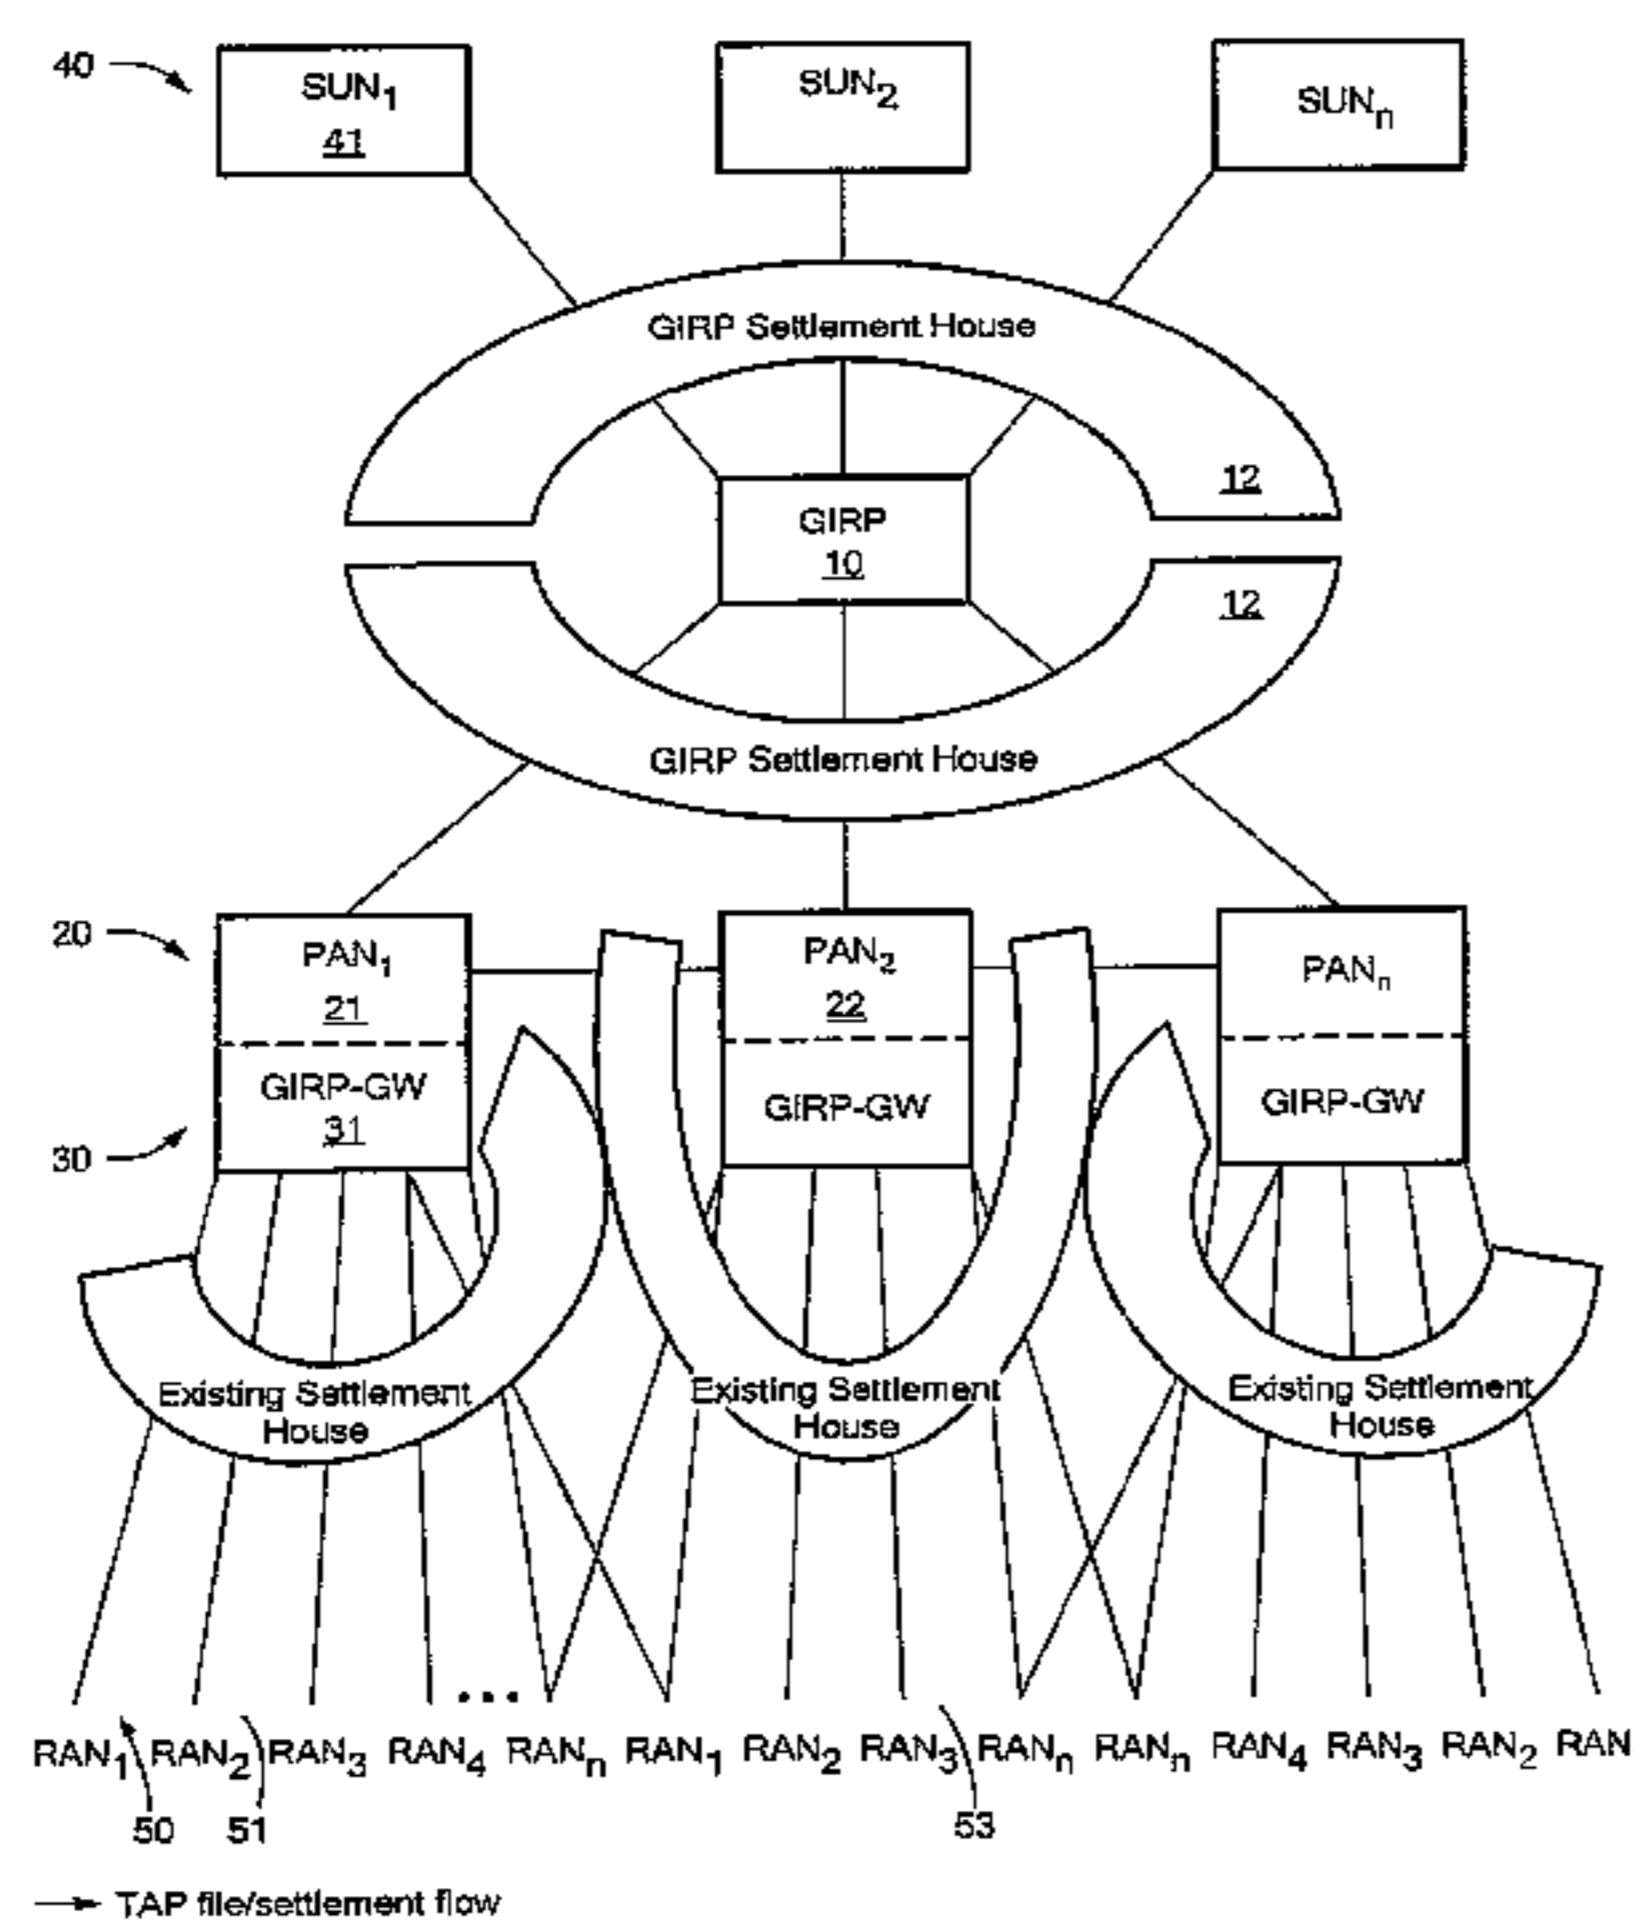 40
SUN1
41
SUN2
SUNn
GIRP Settlement House
12
GIRP
10
12
GIRP Settlement House
20
PAN1
21
PAN2
22
PANn
30
GIRP-GW
31
GIRP-GW
GIRP-GW
Existing Settlement
House
Existing Settlement
House
Existing Settlement
House
...
RAN1 RAN2 RAN3 RAN4 RANn RAN1 RAN2 RAN3 RANn RANn RAN4 RAN3 RAN2 RAN
50 51 53
TAP file/settlement flow